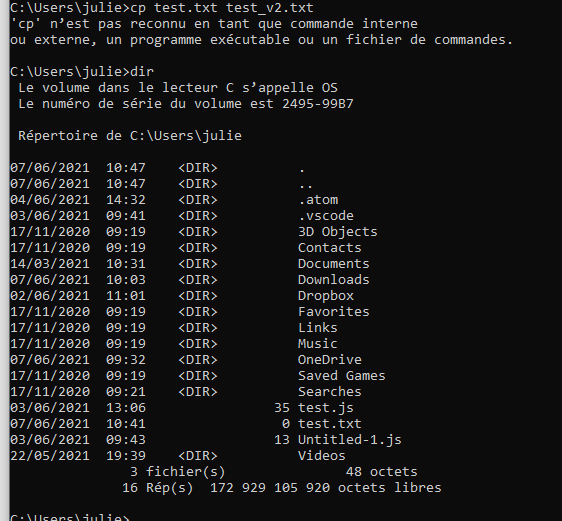 C:\Users\julie>cp test.txt test_v2.txt
'cp' n’est pas reconnu en tant que commande interne
ou externe, un programme exécutable ou un fichier de commandes.
C:\Users\julie>dir
Le volume dans le lecteur C s’appelle OS
Le numéro de série du volume est 2495-99B7
Répertoire de C:\Users\julie
07/06/2021  10:47    <DIR>          .
07/06/2021  10:47    <DIR>          ..
04/06/2021  14:32    <DIR>          .atom
03/06/2021  09:41    <DIR>          .vscode
17/11/2020  09:19    <DIR>          3D Objects
17/11/2020  09:19    <DIR>          Contacts
14/03/2021  10:31    <DIR>          Documents
07/06/2021  10:03    <DIR>          Downloads
02/06/2021  11:01    <DIR>          Dropbox
17/11/2020  09:19    <DIR>          Favorites
17/11/2020  09:19    <DIR>          Links
17/11/2020  09:19    <DIR>          Music
07/06/2021  09:32    <DIR>          OneDrive
17/11/2020  09:19    <DIR>          Saved Games
17/11/2020  09:21    <DIR>          Searches
03/06/2021  13:06                35 test.js
07/06/2021  10:41                 0 test.txt
03/06/2021  09:43                13 Untitled-1.js
22/05/2021  19:39    <DIR>          Videos
3 fichier(s)               48 octets
16 Rép(s)  172 929 105 920 octets libres
C:\Users\julie>